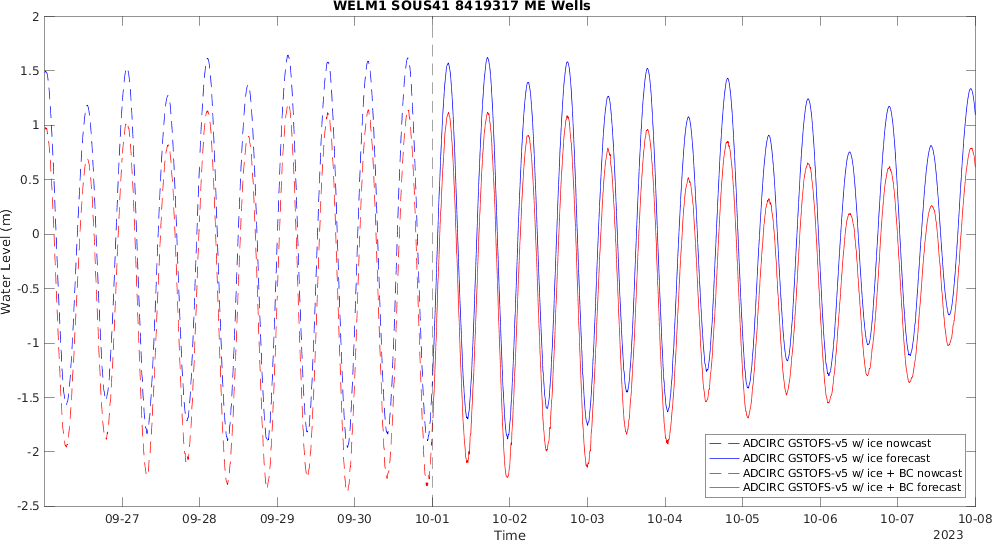 WELM1 SOUS41 8419317 ME Wells
2
1.5
1
0.5
0
-0.5
-1
-1.5
-2
-2.5
Water Level (m)
ADCIRC GSTOFS-v5 w/ ice nowcast
ADCIRC GSTOFS-v5 w/ ice forecast
ADCIRC GSTOFS-v5 w/ ice + BC nowcast
ADCIRC GSTOFS-v5 w/ ice + BC forecast
09-27 09-28 09-29 09-30 10-01 10-02 10-03 10-04 10-05 10-06 10-07 10-08
Time
2023